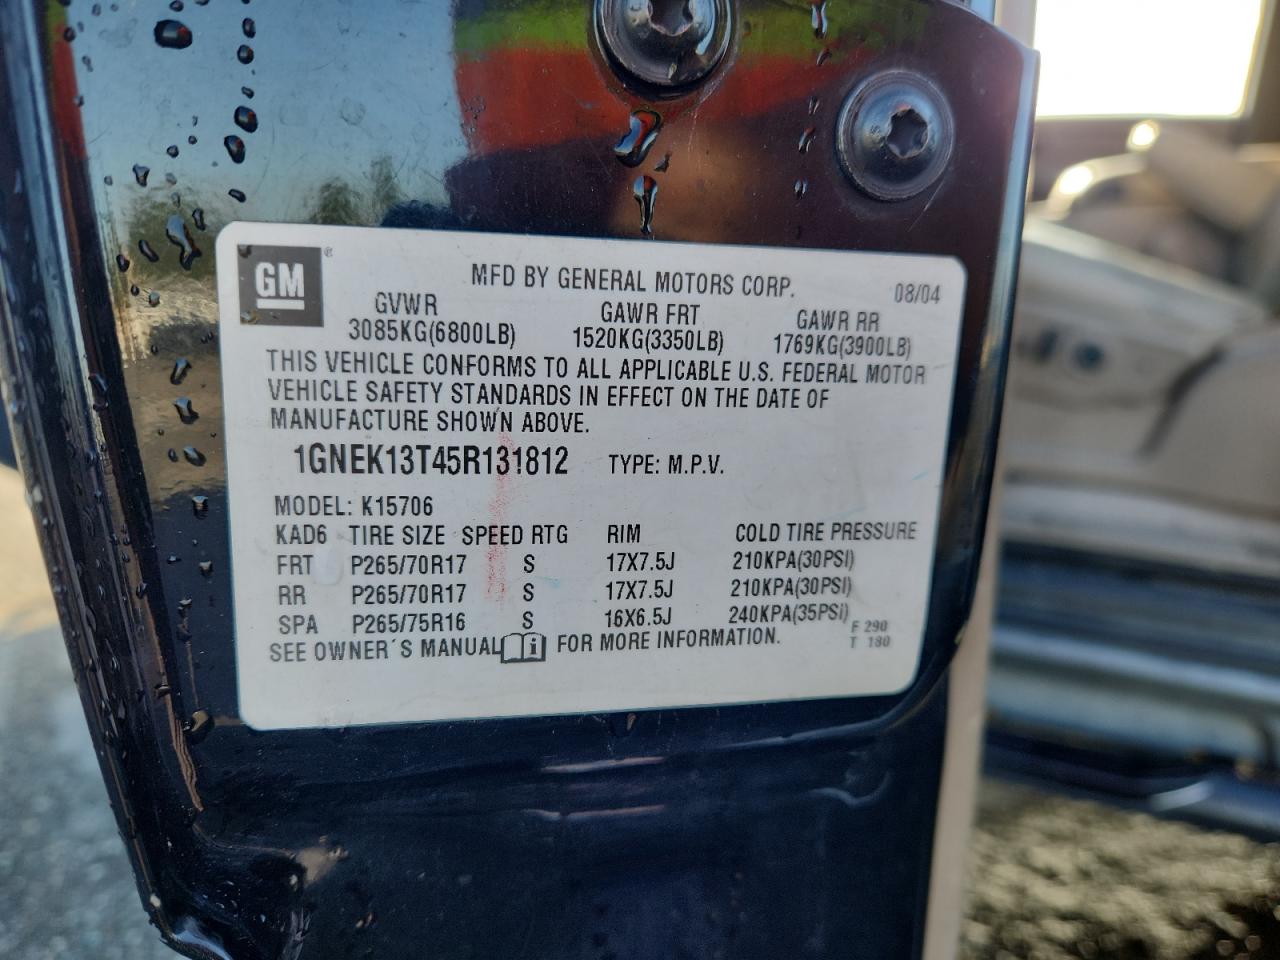 GM ®
MFD BY GENERAL MOTORS CORP. 08/04
GVWR GAWR FRT GAWR RR
3085KG(6800LB) 1520KG(3350LB) 1769KG(3900LB)
THIS VEHICLE CONFORMS TO ALL APPLICABLE U.S. FEDERAL MOTOR
VEHICLE SAFETY STANDARDS IN EFFECT ON THE DATE OF
MANUFACTURE SHOWN ABOVE.
1GNEK13T45R131812 TYPE: M.P.V.
MODEL: K15706
KAD6 TIRE SIZE SPEED RTG RIM COLD TIRE PRESSURE
FRT P265/70R17 S 17X7.5J 210KPA(30PSI)
RR P265/70R17 S 17X7.5J 210KPA(30PSI)
SPA P265/75R16 S 16X6.5J 240KPA(35PSI)
SEE OWNER´S MANUAL i FOR MORE INFORMATION.
F 290
T 180